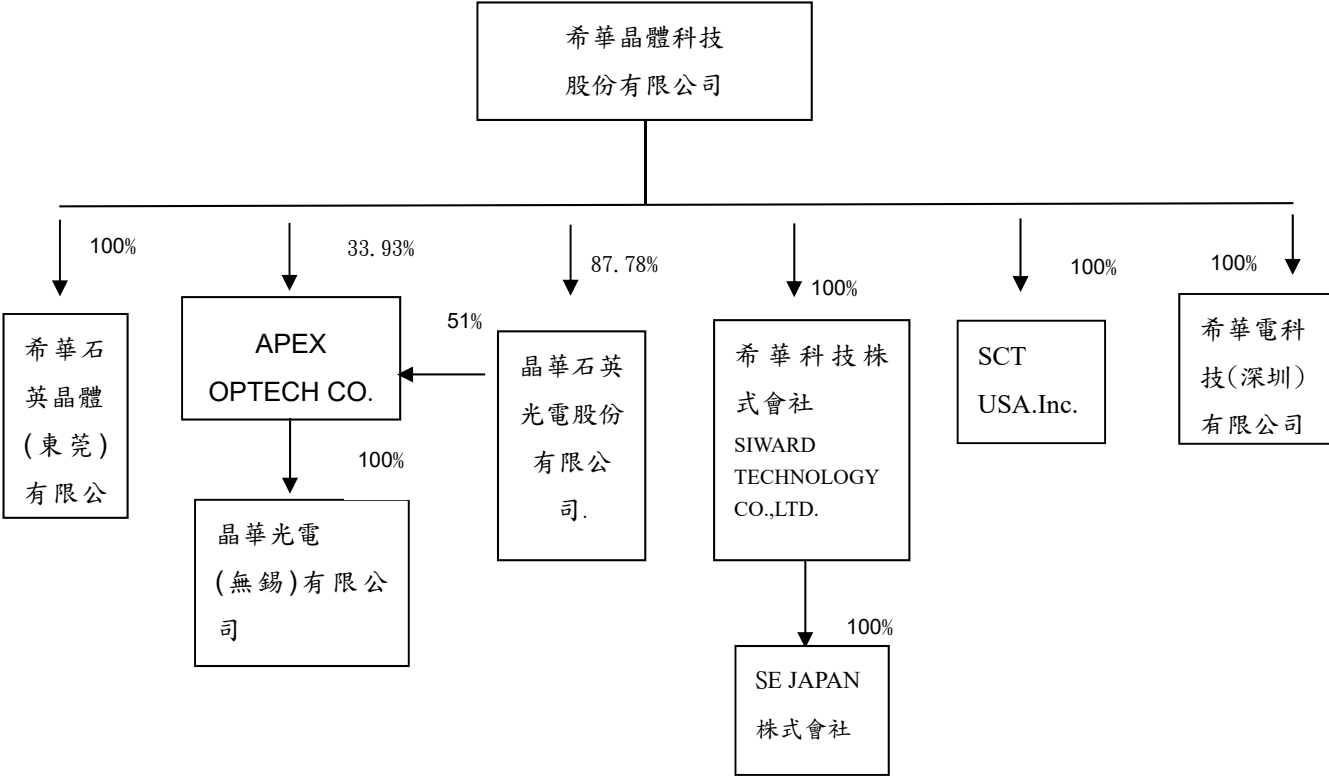 希華晶體科技
股份有限公司
100%
33.93%
87.78%
100%
100%
100%
希華石
英晶體
(東莞)
有限公
APEX
OPTECH CO.
51%
晶華石英
光電股份
有限公
司.
希華科技株
式會社
SIWARD
TECHNOLOGY
CO.,LTD.
SCT
USA.Inc.
希華電科
技(深圳)
有限公司
100%
晶華光電
(無錫)有限公
司
100%
SE JAPAN
株式會社